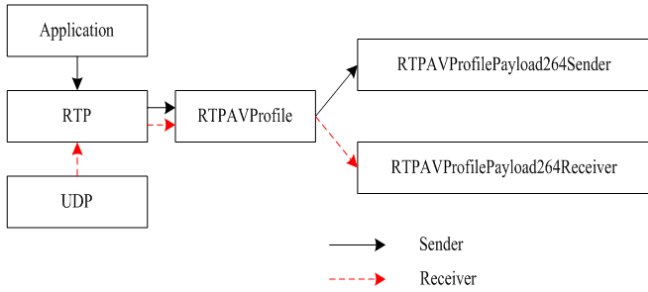 Application
RTPAVProfilePayload264Sender
RTP
RTPAVProfile
RTPAVProfilePayload264Receiver
UDP
Sender
Receiver